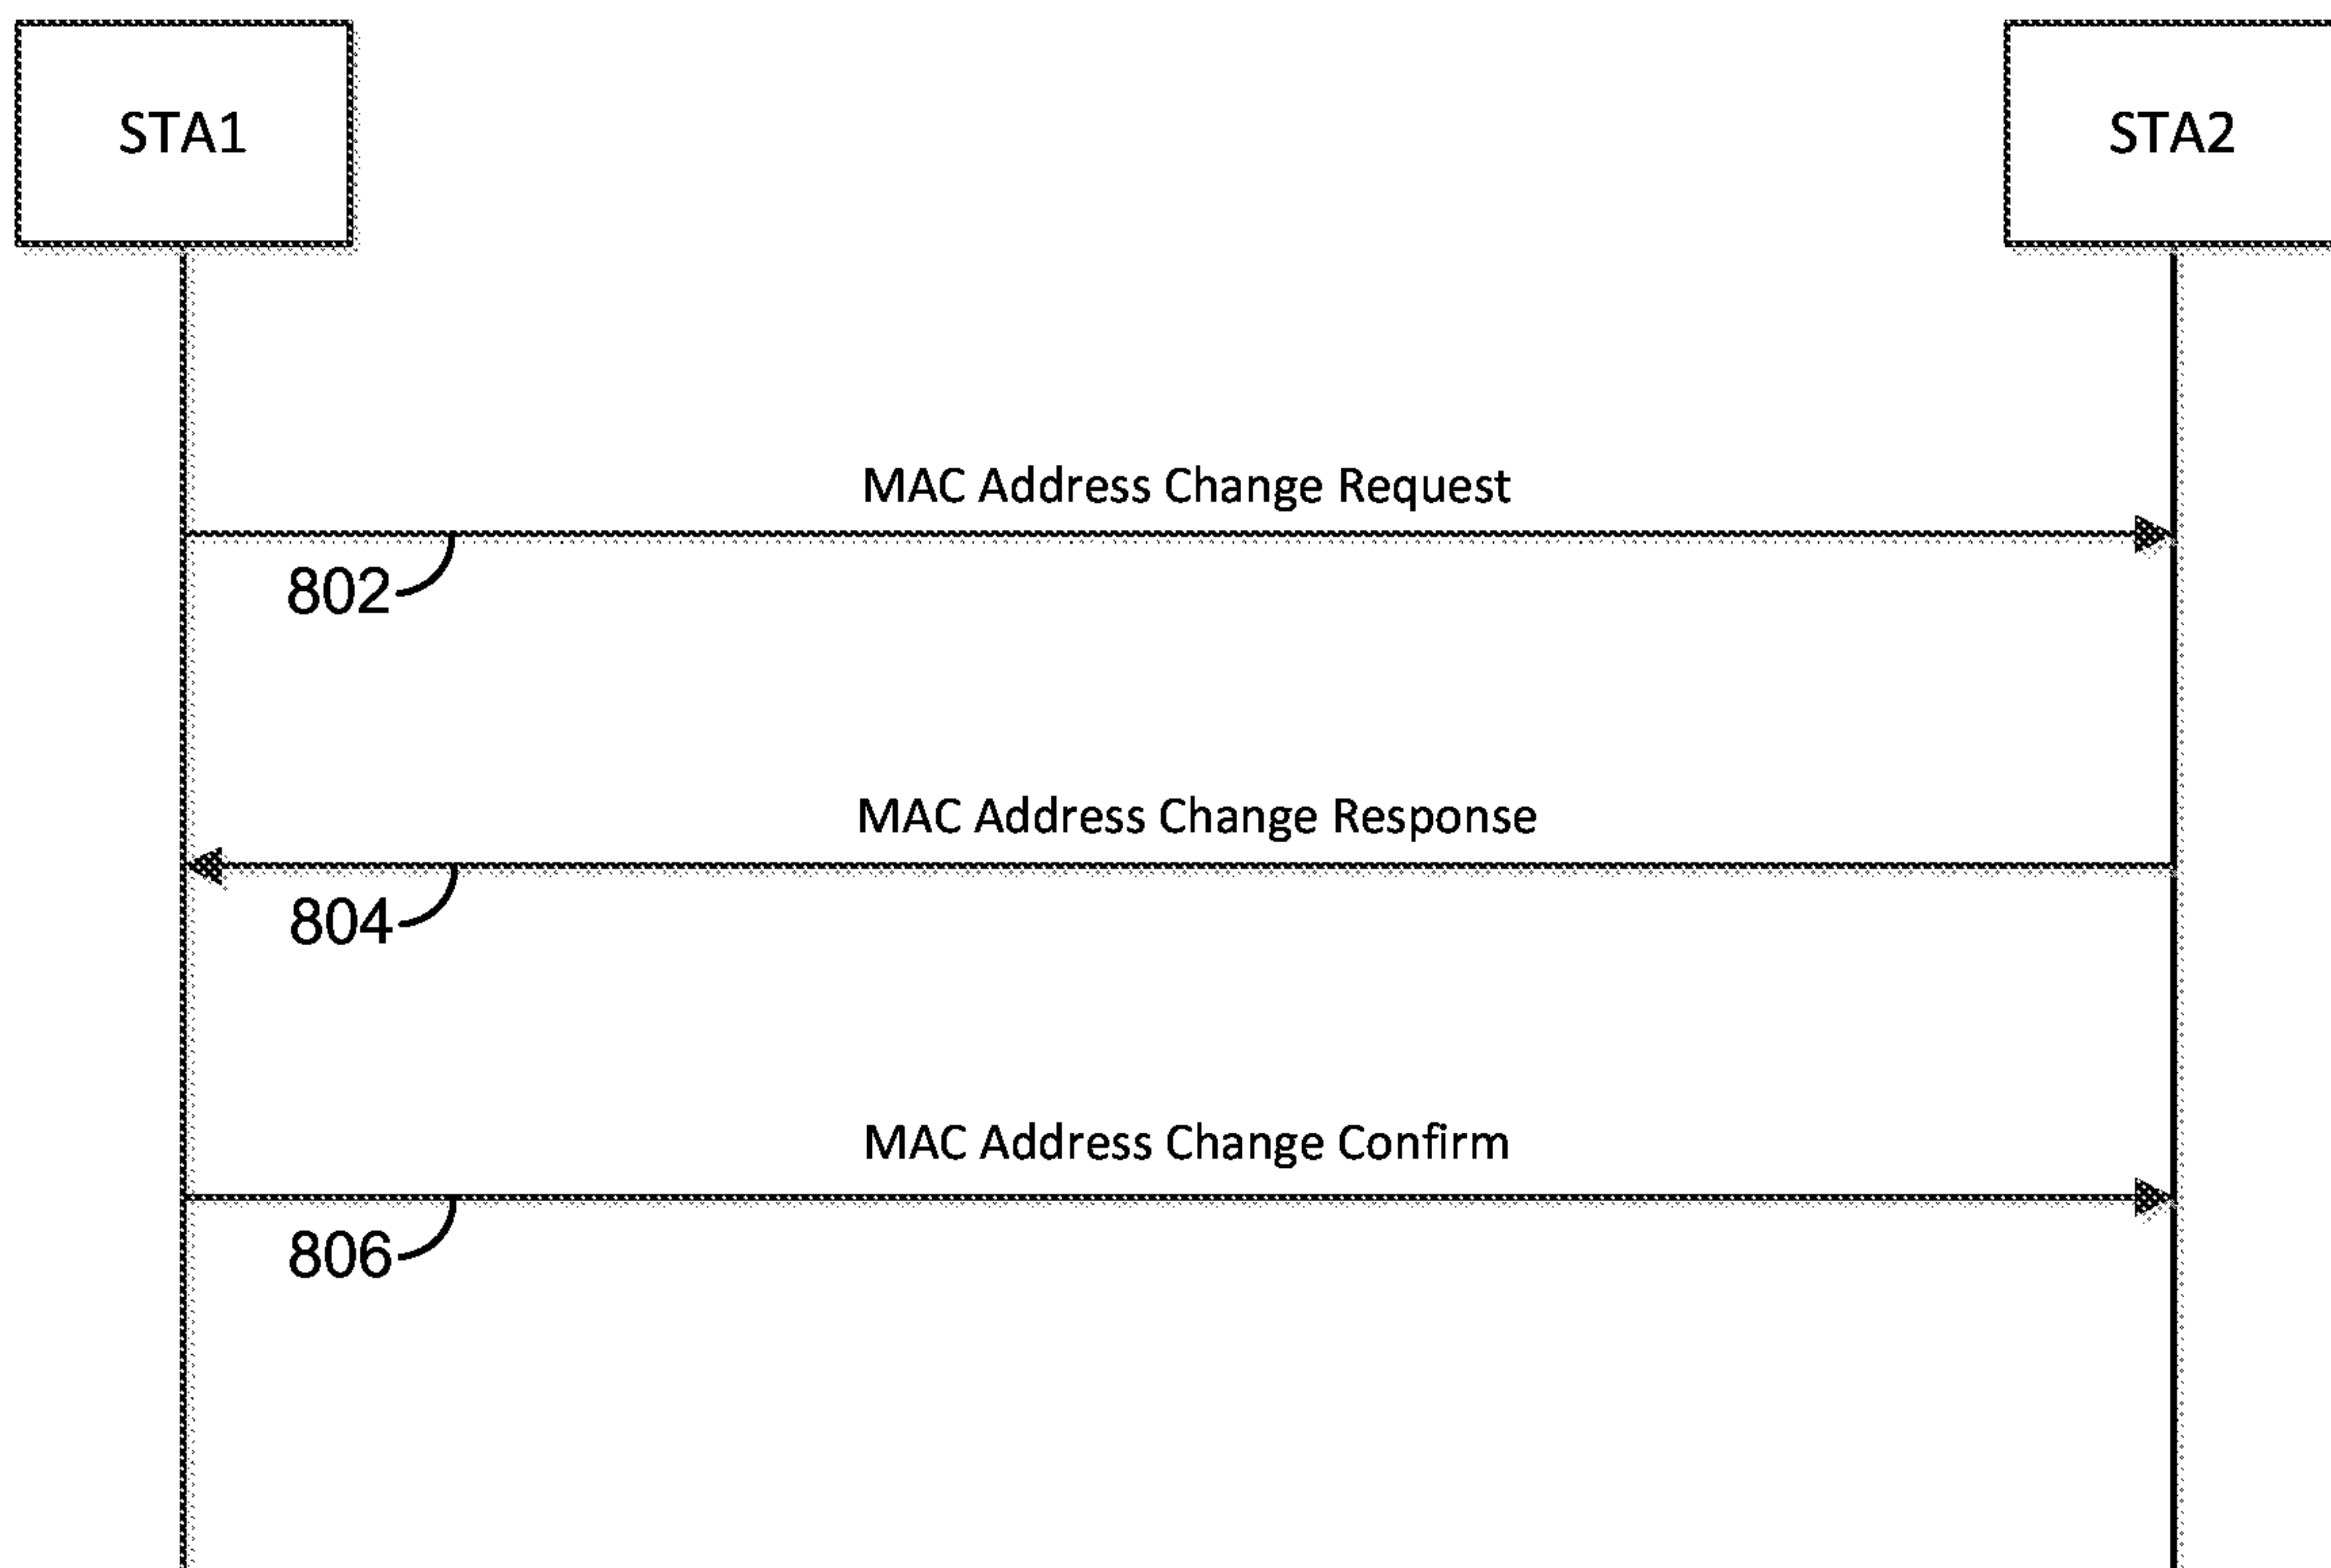 STA1
STA2
MAC Address Change Request
802
MAC Address Change Response
804
MAC Address Change Confirm
806